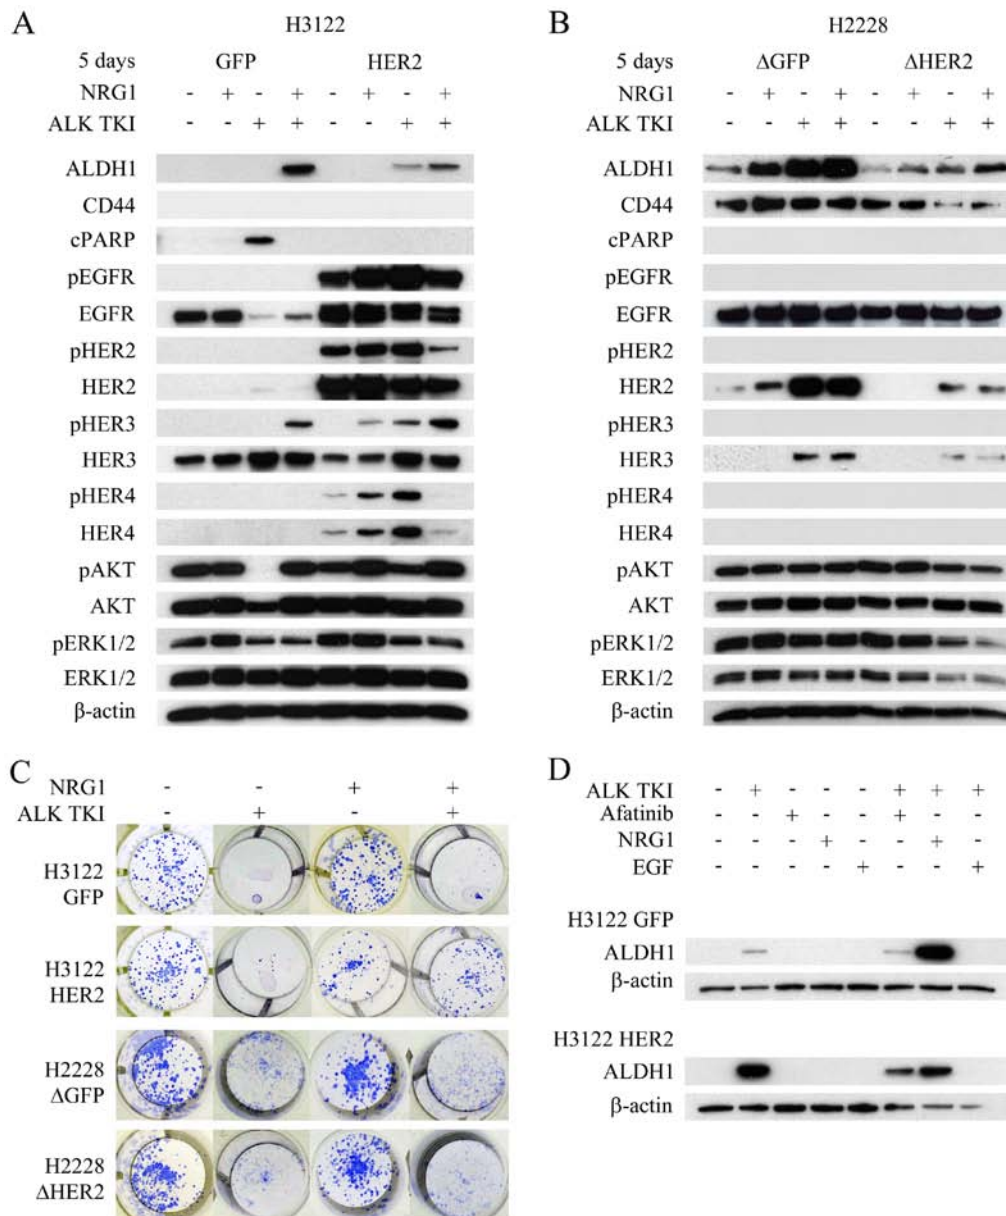 A
H3122
5 days GFP HER2
NRG1 - + - + - + - +
ALK TKI - - + + - - + +
ALDH1
CD44
cPARP
pEGFR
EGFR
pHER2
HER2
pHER3
HER3
pHER4
HER4
pAKT
AKT
pERK1/2
ERK1/2
β-actin
B
H2228
5 days ΔGFP ΔHER2
NRG1 - + - + - + - +
ALK TKI - - + + - - + +
ALDH1
CD44
cPARP
pEGFR
EGFR
pHER2
HER2
pHER3
HER3
pHER4
HER4
pAKT
AKT
pERK1/2
ERK1/2
β-actin
C
NRG1 - - + +
ALK TKI - + - +
H3122
GFP
H3122
HER2
H2228
ΔGFP
H2228
ΔHER2
D
ALK TKI - + - - - + + +
Afatinib - - + - - + - -
NRG1 - - - + - - + -
EGF - - - - + - - +
H3122 GFP
ALDH1
β-actin
H3122 HER2
ALDH1
β-actin